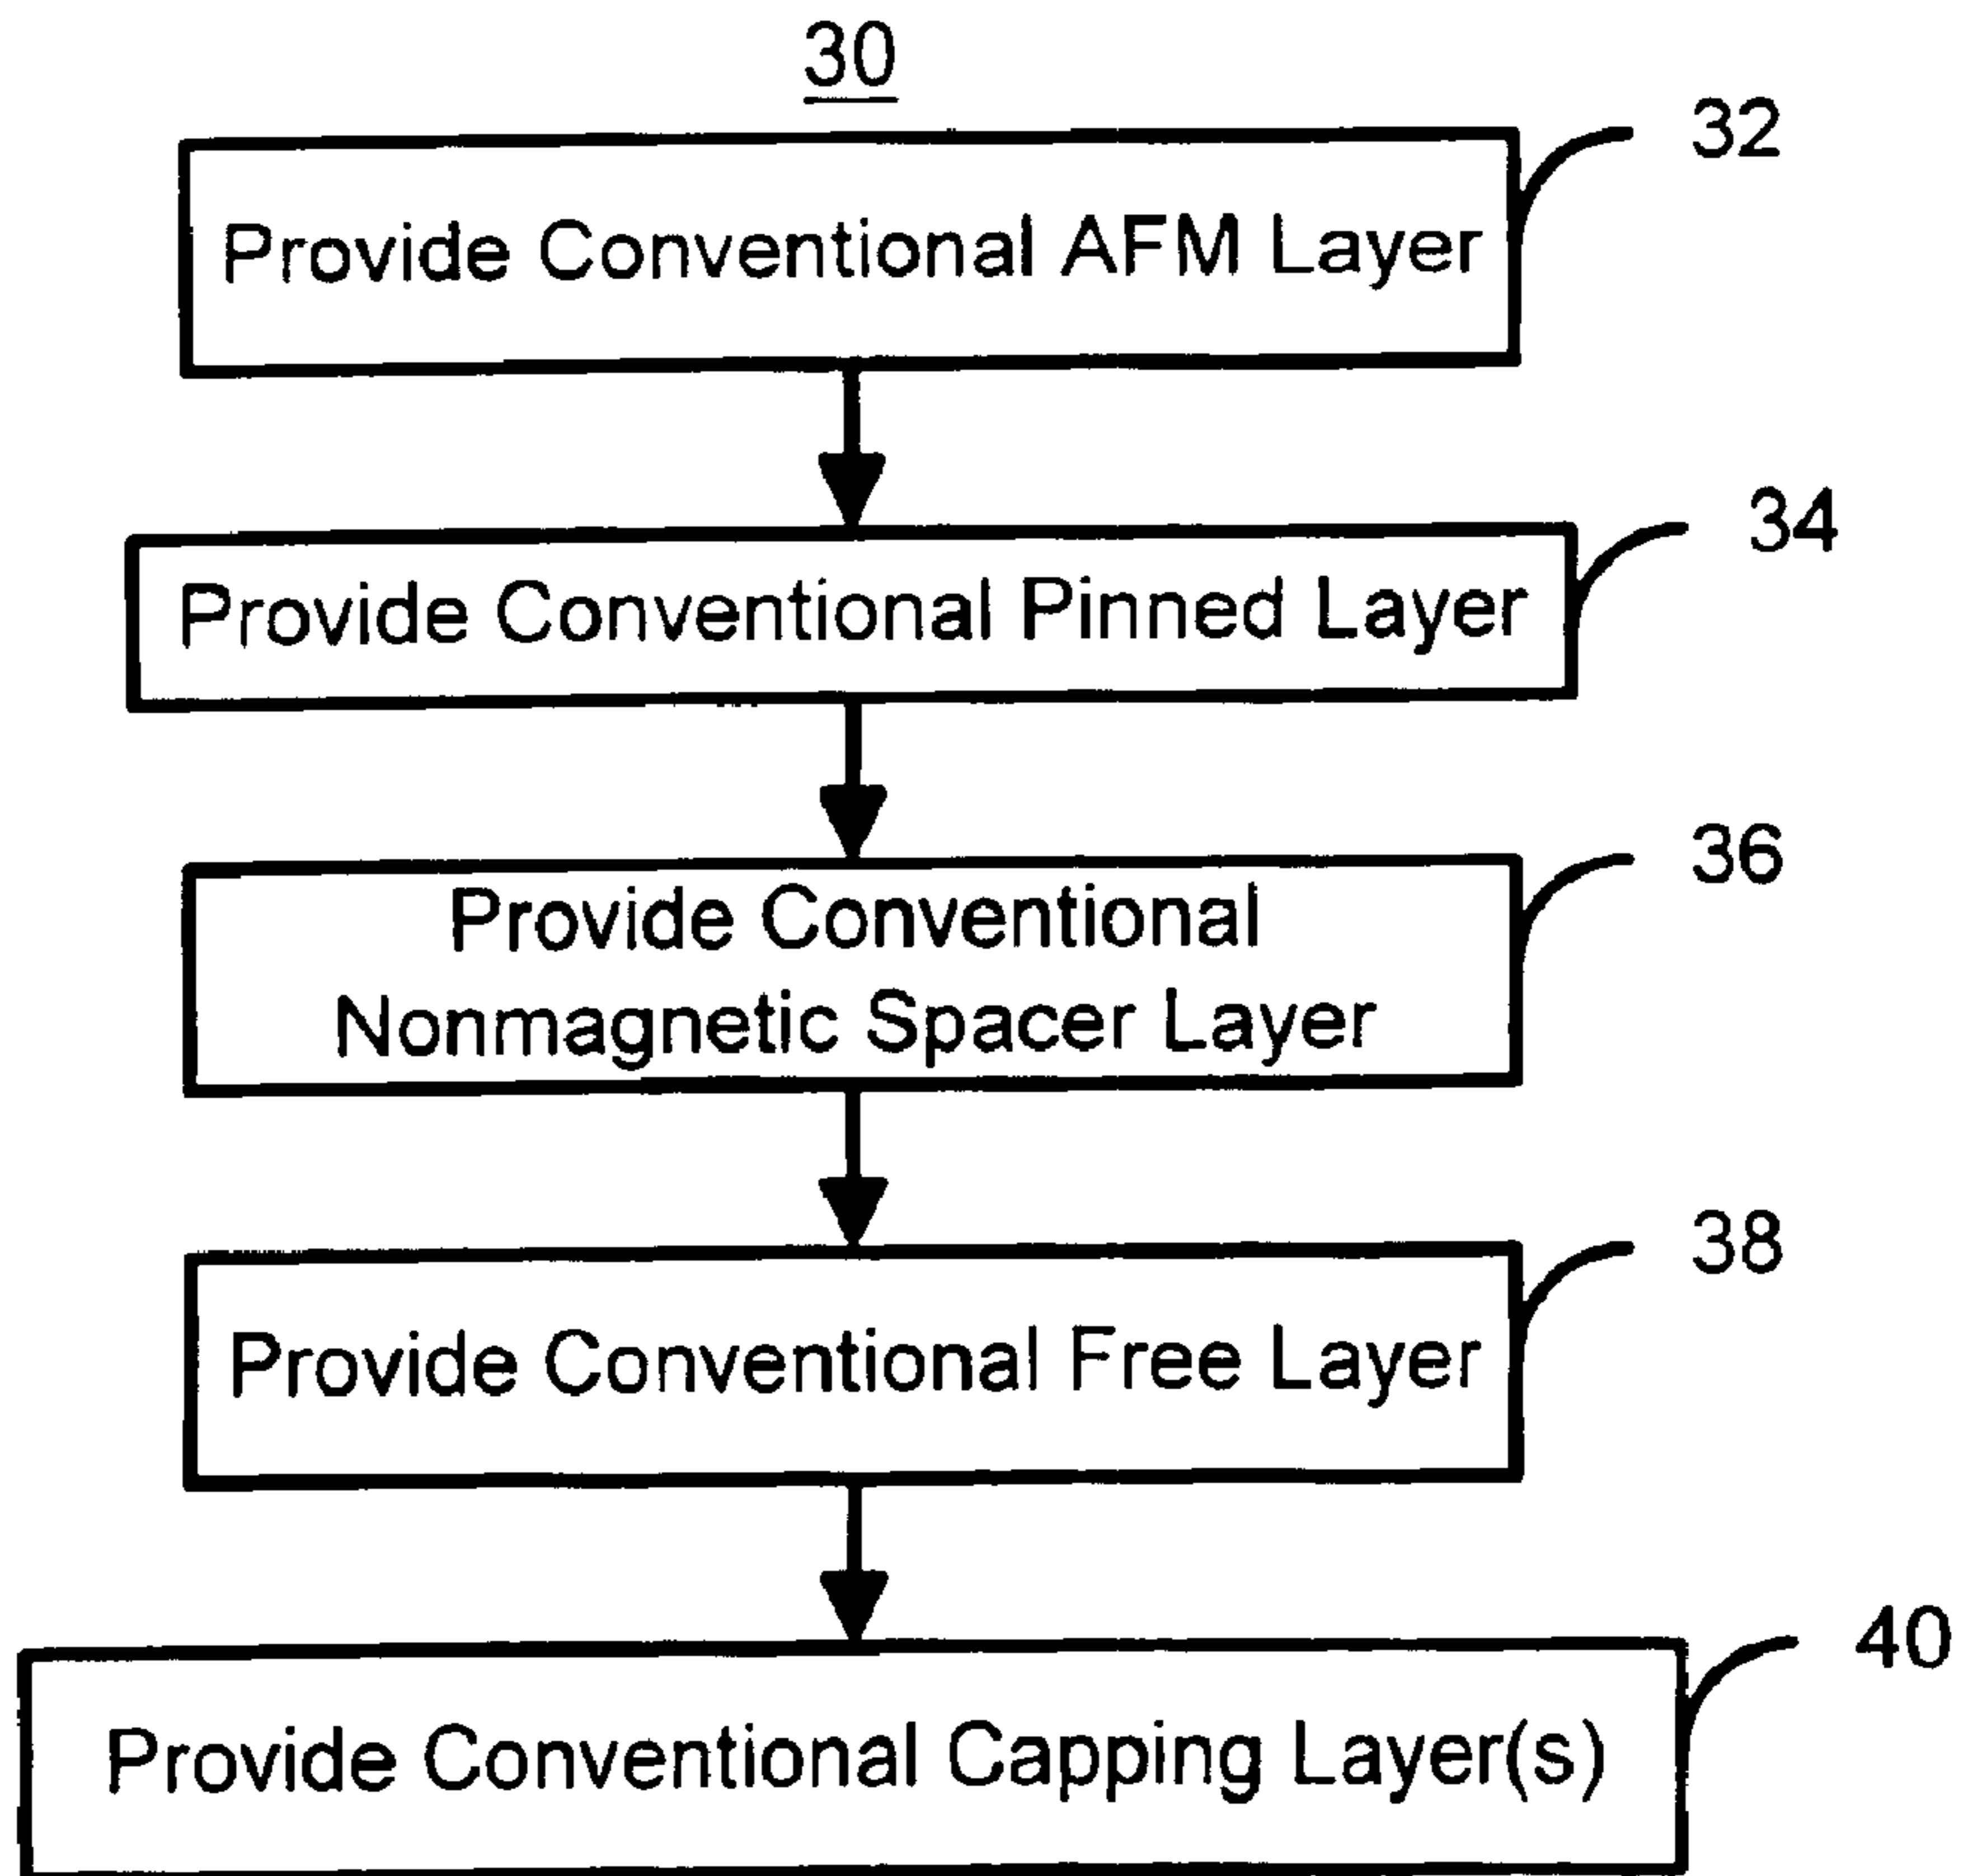 30
32
Provide Conventional AFM Layer
34
Provide Conventional Pinned Layer
36
Provide Conventional
Nonmagnetic Spacer Layer
38
Provide Conventional Free Layer
40
Provide Conventional Capping Layer(s)